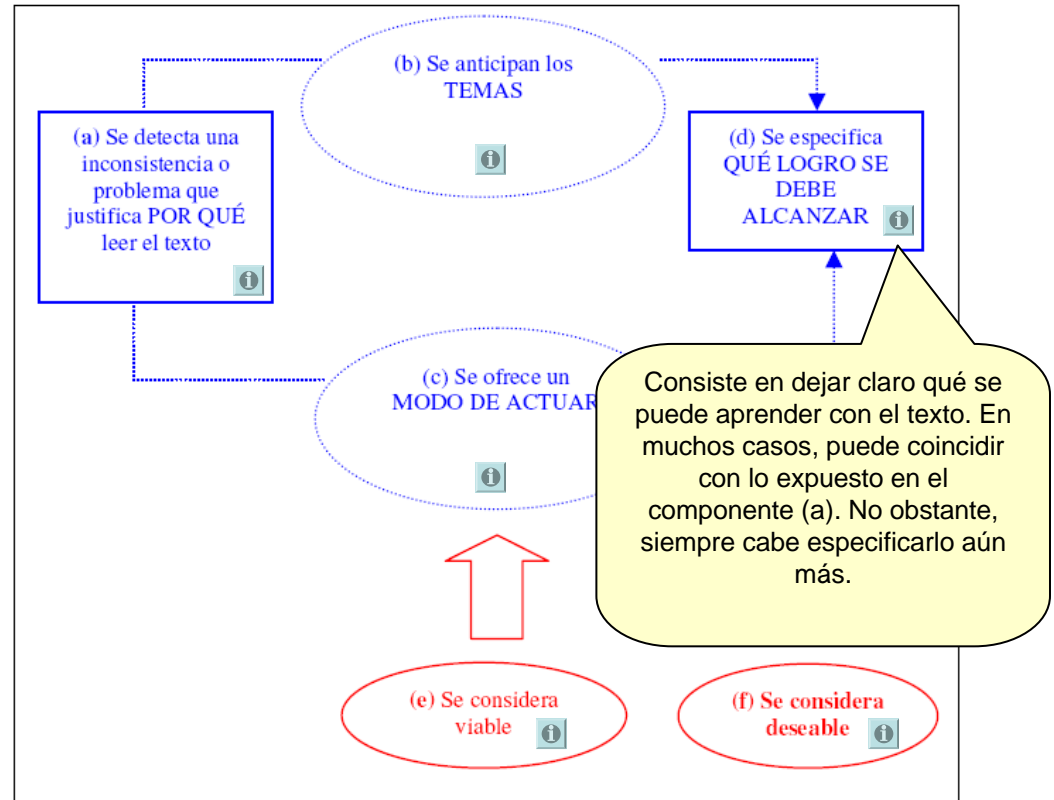 (b) Se anticipan los
TEMAS
(a) Se detecta una
inconsistencia o
problema que
justifica POR QUÉ
leer el texto
(d) Se especifica
QUÉ LOGRO SE
DEBE
ALCANZAR
(c) Se ofrece un
MODO DE ACTUAR
Consiste en dejar claro qué se
puede aprender con el texto. En
muchos casos, puede coincidir
con lo expuesto en el
componente (a). No obstante,
siempre cabe especificarlo aún
más.
(e) Se considera
viable
(f) Se considera
deseable